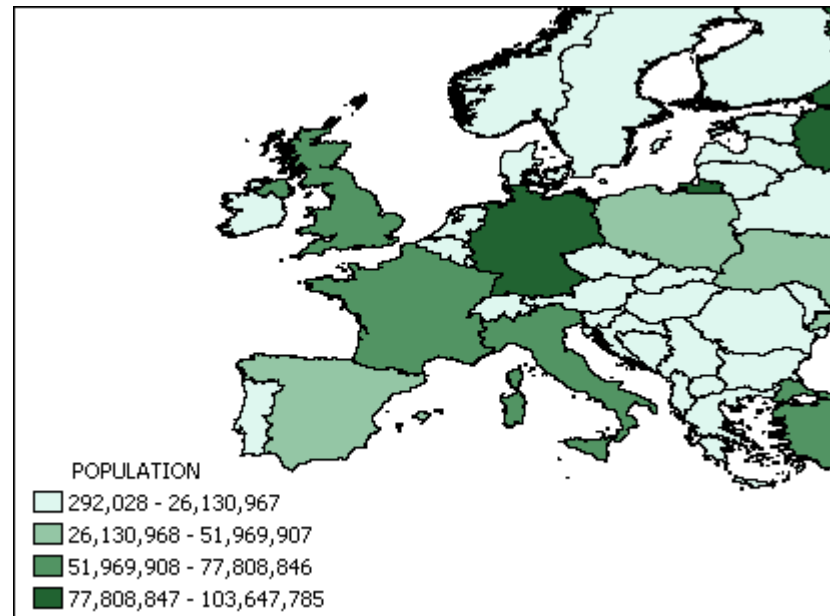 POPULATION
292,028 - 26,130,967
26,130,968 - 51,969,907
51,969,908 - 77,808,846
77,808,847 - 103,647,785